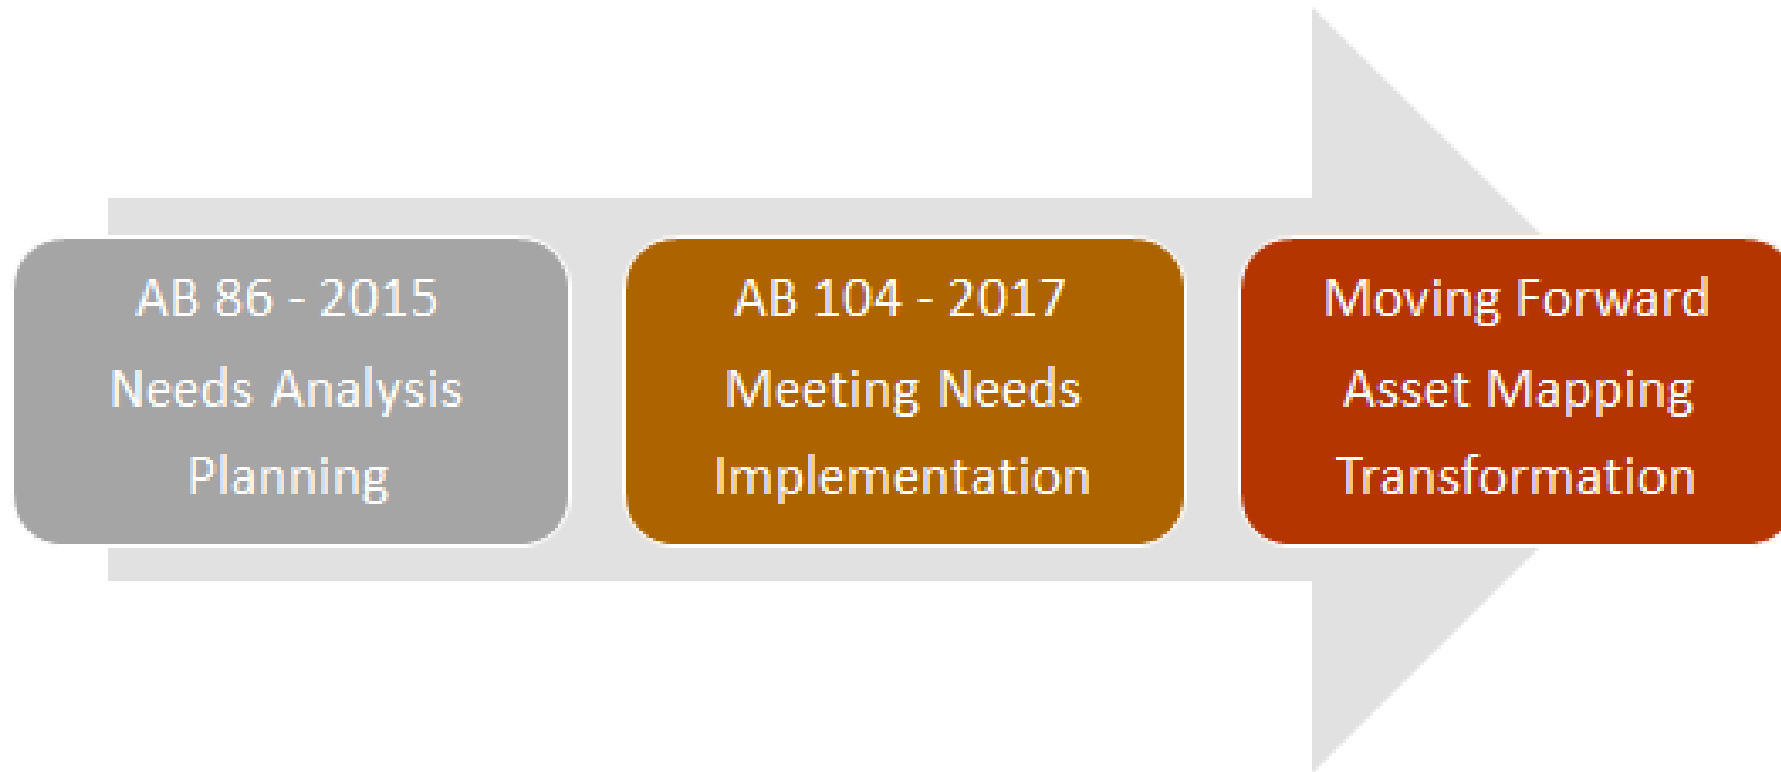 AB 86 - 2015
Needs Analysis
Planning
AB 104 - 2017
Meeting Needs
Implementation
Moving Forward
Asset Mapping
Transformation